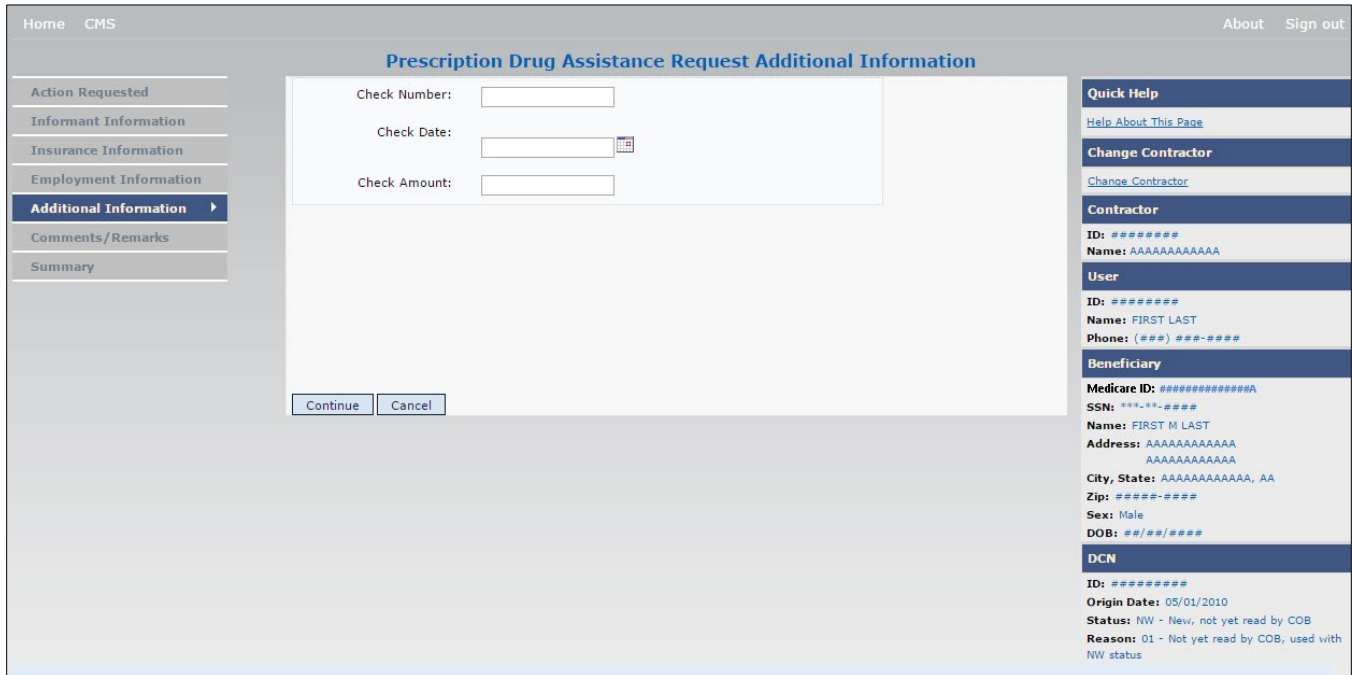 Home CMS About Sign out
Prescription Drug Assistance Request Additional Information
Action Requested
Informant Information
Insurance Information
Employment Information
Additional Information
Comments/Remarks
Summary
Check Number:
Check Date:
Check Amount:
Continue Cancel
Quick Help
Help About This Page
Change Contractor
Change Contractor
Contractor
ID: ########
Name: AAAAAAAAAAAA
User
ID: ########
Name: FIRST LAST
Phone: (###) ###-####
Beneficiary
Medicare ID: ##############A
SSN: ***-**-####
Name: FIRST M LAST
Address: AAAAAAAAAAAA
AAAAAAAAAAAA
City, State: AAAAAAAAAAAA, AA
Zip: #####-####
Sex: Male
DOB: ##/##/####
DCN
ID: #########
Origin Date: 05/01/2010
Status: NW - New, not yet read by COB
Reason: 01 - Not yet read by COB, used with
NW status